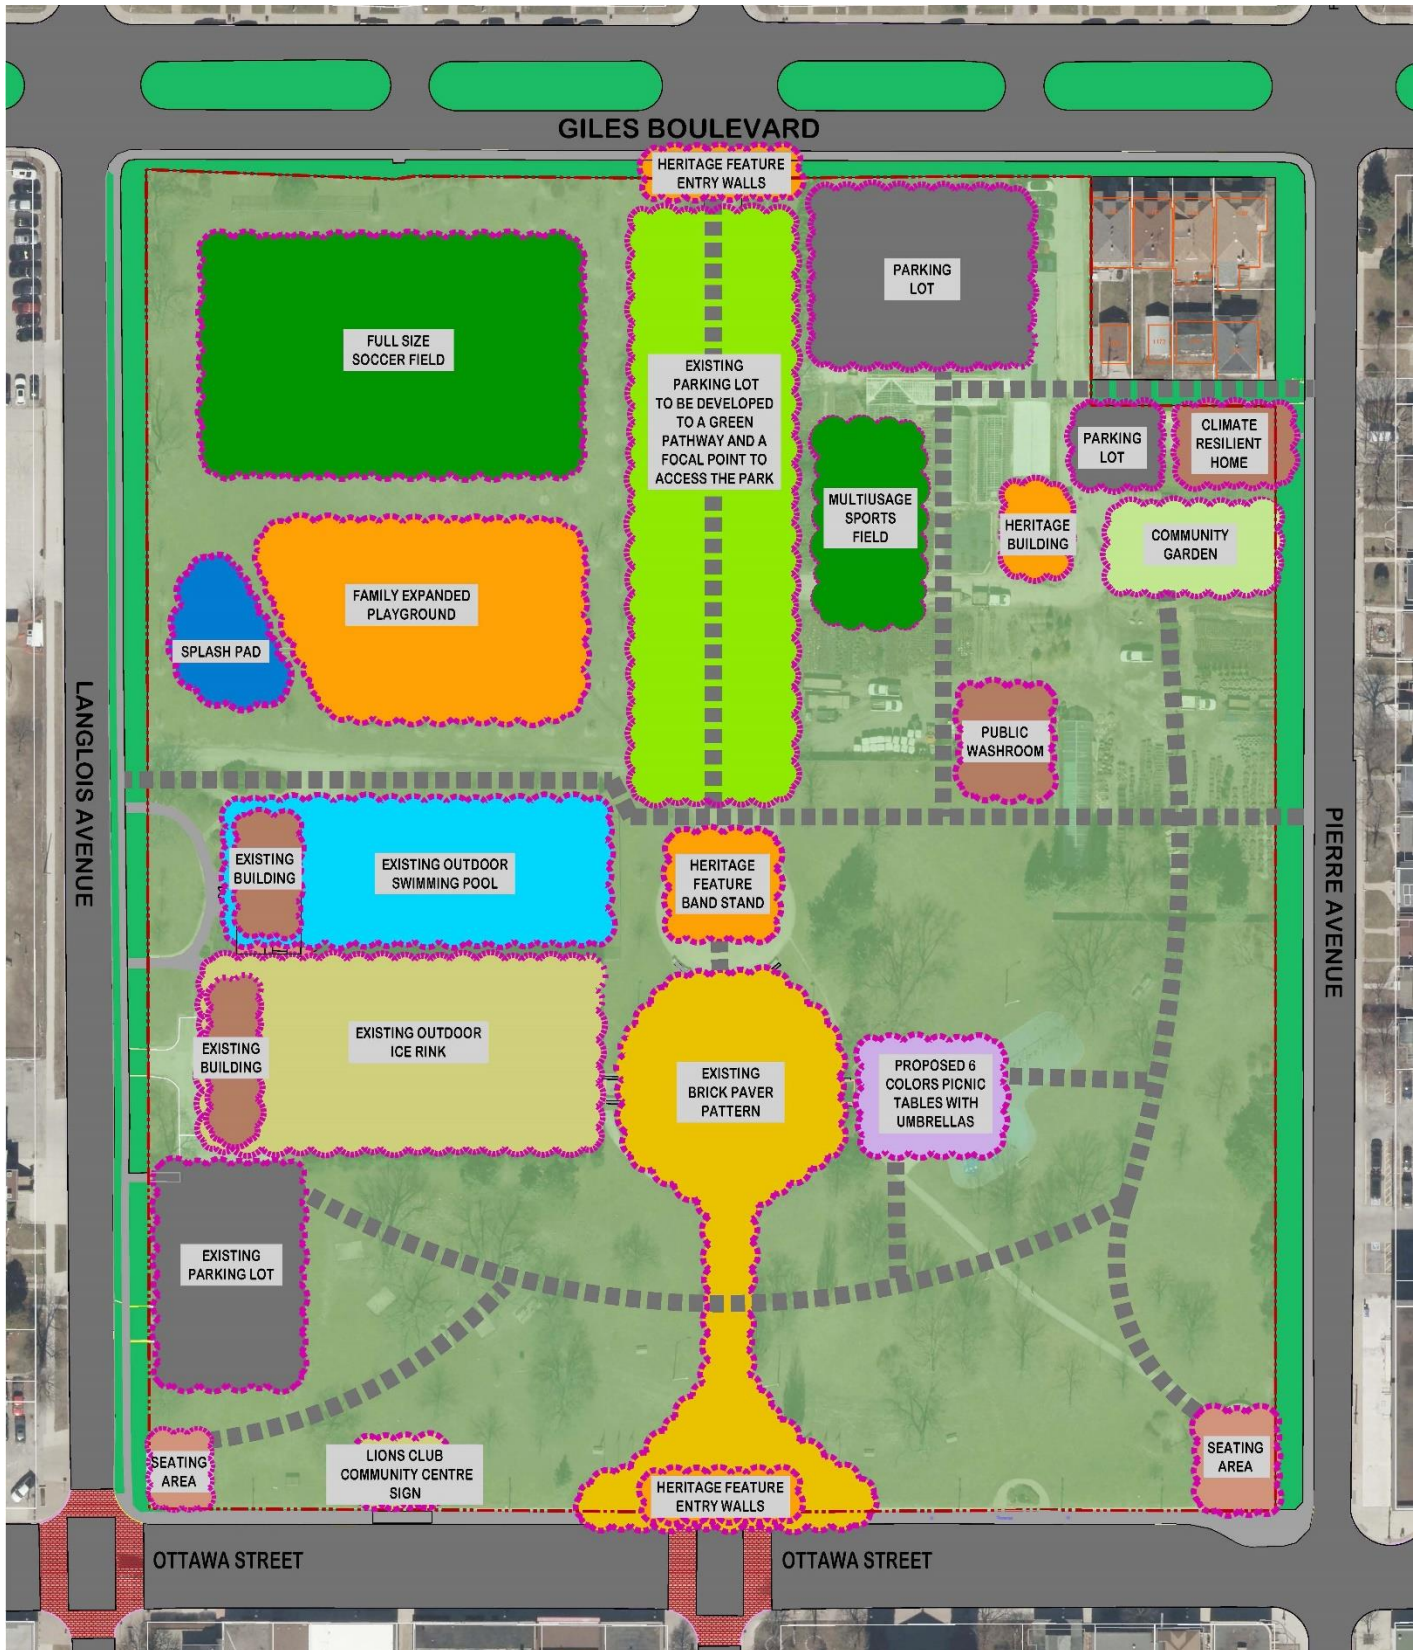 GILES BOULEVARD
HERITAGE FEATURE
ENTRY WALLS
PARKING
LOT
FULL SIZE
SOCCER FIELD
EXISTING
PARKING LOT
TO BE DEVELOPED
TO A GREEN
PATHWAY AND A
FOCAL POINT TO
ACCESS THE PARK
PARKING
LOT
CLIMATE
RESILIENT
HOME
MULTIUSAGE
SPORTS
FIELD
HERITAGE
BUILDING
COMMUNITY
GARDEN
FAMILY EXPANDED
PLAYGROUND
SPLASH PAD
LANGLOIS AVENUE
PUBLIC
WASHROOM
PIERRE AVENUE
EXISTING
BUILDING
EXISTING OUTDOOR
SWIMMING POOL
HERITAGE
FEATURE
BAND STAND
EXISTING
BUILDING
EXISTING OUTDOOR
ICE RINK
EXISTING
BRICK PAVER
PATTERN
PROPOSED 6
COLORS PICNIC
TABLES WITH
UMBRELLAS
EXISTING
PARKING LOT
SEATING
AREA
LIONS CLUB
COMMUNITY CENTRE
SIGN
HERITAGE FEATURE
ENTRY WALLS
SEATING
AREA
OTTAWA STREET
OTTAWA STREET